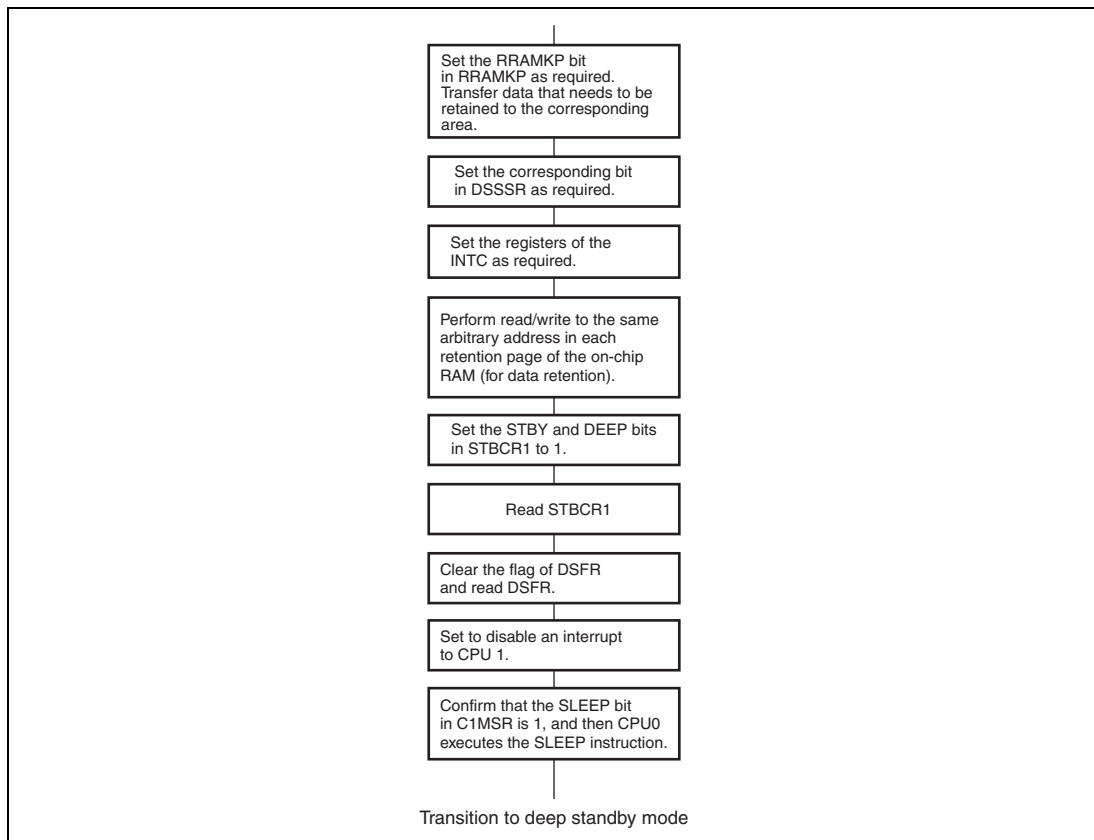 Set the RRAMKP bit
in RRAMKP as required.
Transfer data that needs to be
retained to the corresponding
area.
Set the corresponding bit
in DSSSR as required.
Set the registers of the
INTC as required.
Perform read/write to the same
arbitrary address in each
retention page of the on-chip
RAM (for data retention).
Set the STBY and DEEP bits
in STBCR1 to 1.
Read STBCR1
Clear the flag of DSFR
and read DSFR.
Set to disable an interrupt
to CPU 1.
Confirm that the SLEEP bit
in C1MSR is 1, and then CPU0
executes the SLEEP instruction.
Transition to deep standby mode